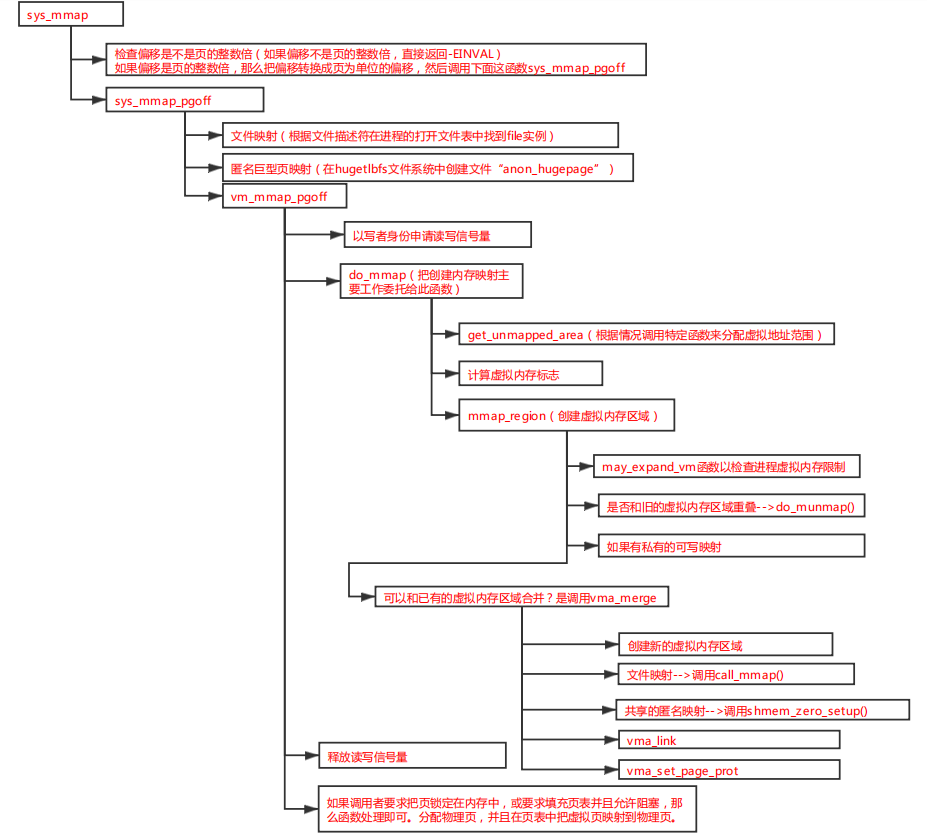 sys_mmap
检查偏移是不是页的整数倍（如果偏移不是页的整数倍，直接返回-EINVAL）
如果偏移是页的整数倍，那么把偏移转换成页为单位的偏移，然后调用下面这函数sys_mmap_pgoff
sys_mmap_pgoff
文件映射（根据文件描述符在进程的打开文件表中找到file实例）
匿名巨型页映射（在hugetlbfs文件系统中创建文件“anon_hugepage”）
vm_mmap_pgoff
以写者身份申请读写信号量
do_mmap（把创建内存映射主
要工作委托给此函数）
get_unmapped_area（根据情况调用特定函数来分配虚拟地址范围）
计算虚拟内存标志
mmap_region（创建虚拟内存区域）
may_expand_vm函数以检查进程虚拟内存限制
是否和旧的虚拟内存区域重叠-->do_munmap()
如果有私有的可写映射
可以和已有的虚拟内存区域合并？是调用vma_merge
创建新的虚拟内存区域
文件映射-->调用call_mmap()
共享的匿名映射-->调用shmem_zero_setup()
vma_link
vma_set_page_prot
释放读写信号量
如果调用者要求把页锁定在内存中，或要求填充页表并且允许阻塞，那
么函数处理即可。分配物理页，并且在页表中把虚拟页映射到物理页。